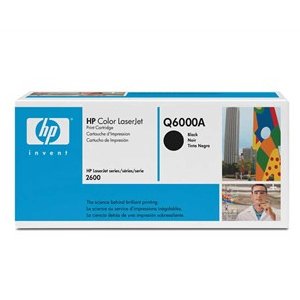 hp
invent
HP Color LaserJet
Print Cartridge
Cartouche d'impression
Cartucho de impresión
HP LaserJet series/séries/serie
2600
Q6000A
Black
Noir
Tinta Negra
The science behind brilliant printing.